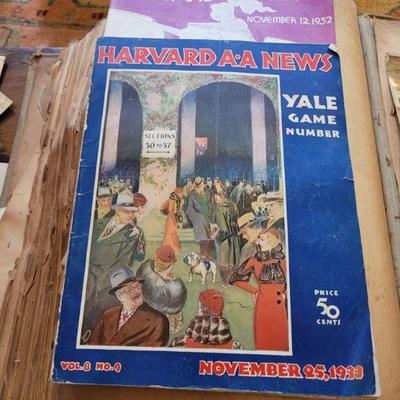 NOVEMBER 12, 1932
HARVARD A·A NEWS
YALE
GAME
NUMBER
SECTIONS
30 TO 37
PRICE
50
CENTS
VOL. 8 NO. 9
NOVEMBER 25, 1933